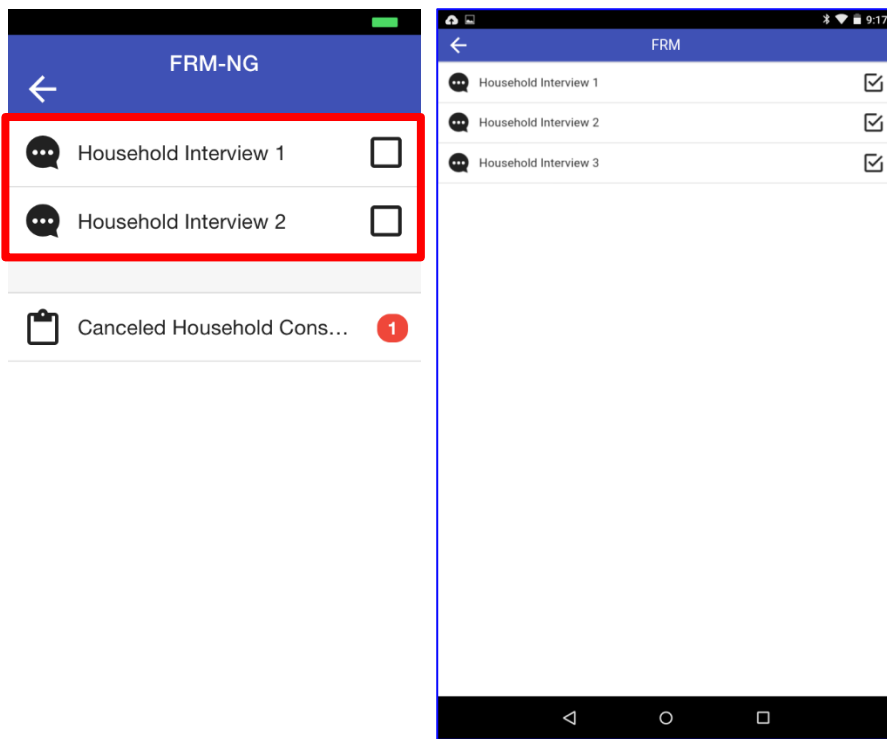 FRM-NG
Household Interview 1
Household Interview 2
Canceled Household Cons...
1
9:17
FRM
Household Interview 1
Household Interview 2
Household Interview 3